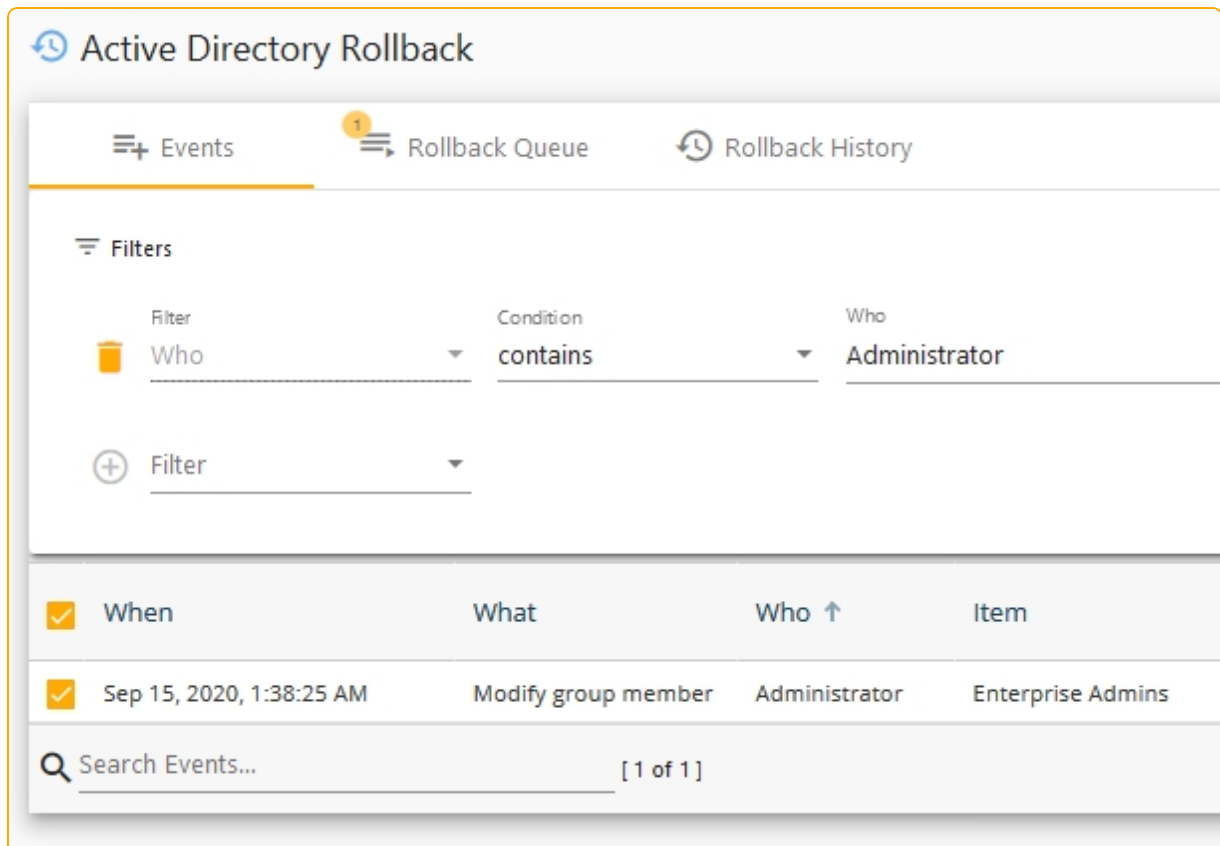 Active Directory Rollback
Events 1 Rollback Queue Rollback History
Filters
Filter Condition Who
Who contains Administrator
Filter
When What Who Item
Sep 15, 2020, 1:38:25 AM Modify group member Administrator Enterprise Admins
Search Events... [ 1 of 1 ]